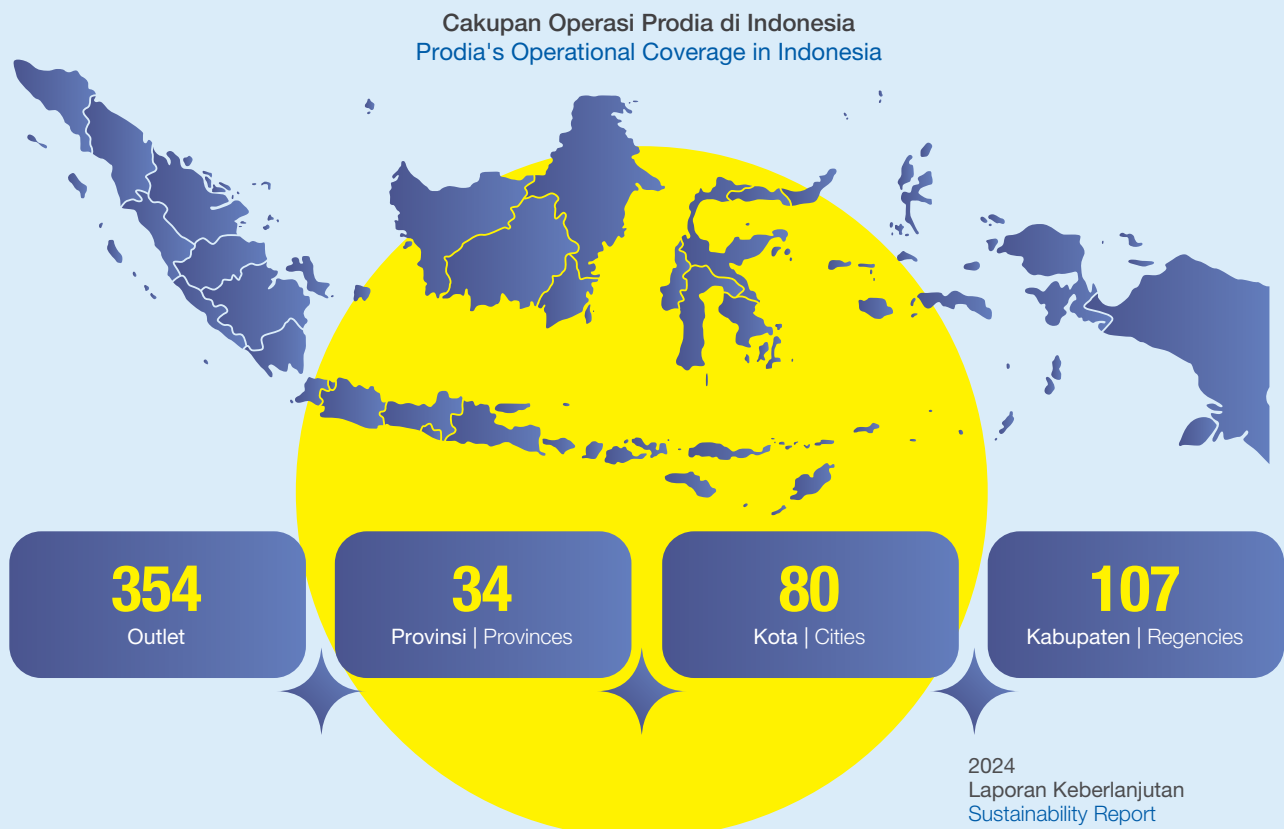 Cakupan Operasi Prodia di Indonesia
Prodia's Operational Coverage in Indonesia
354
Outlet
34
Provinsi | Provinces
80
Kota | Cities
107
Kabupaten | Regencies
2024
Laporan Keberlanjutan
Sustainability Report